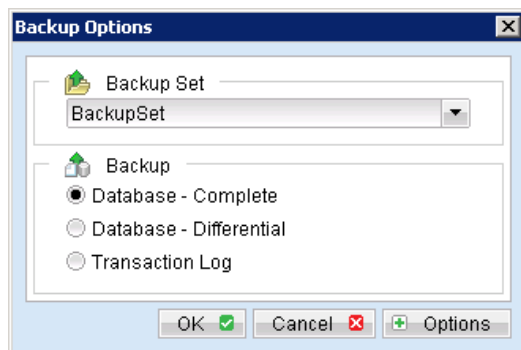 Backup Options
Backup Set
BackupSet
Backup
Database - Complete
Database - Differential
Transaction Log
OK Cancel Options